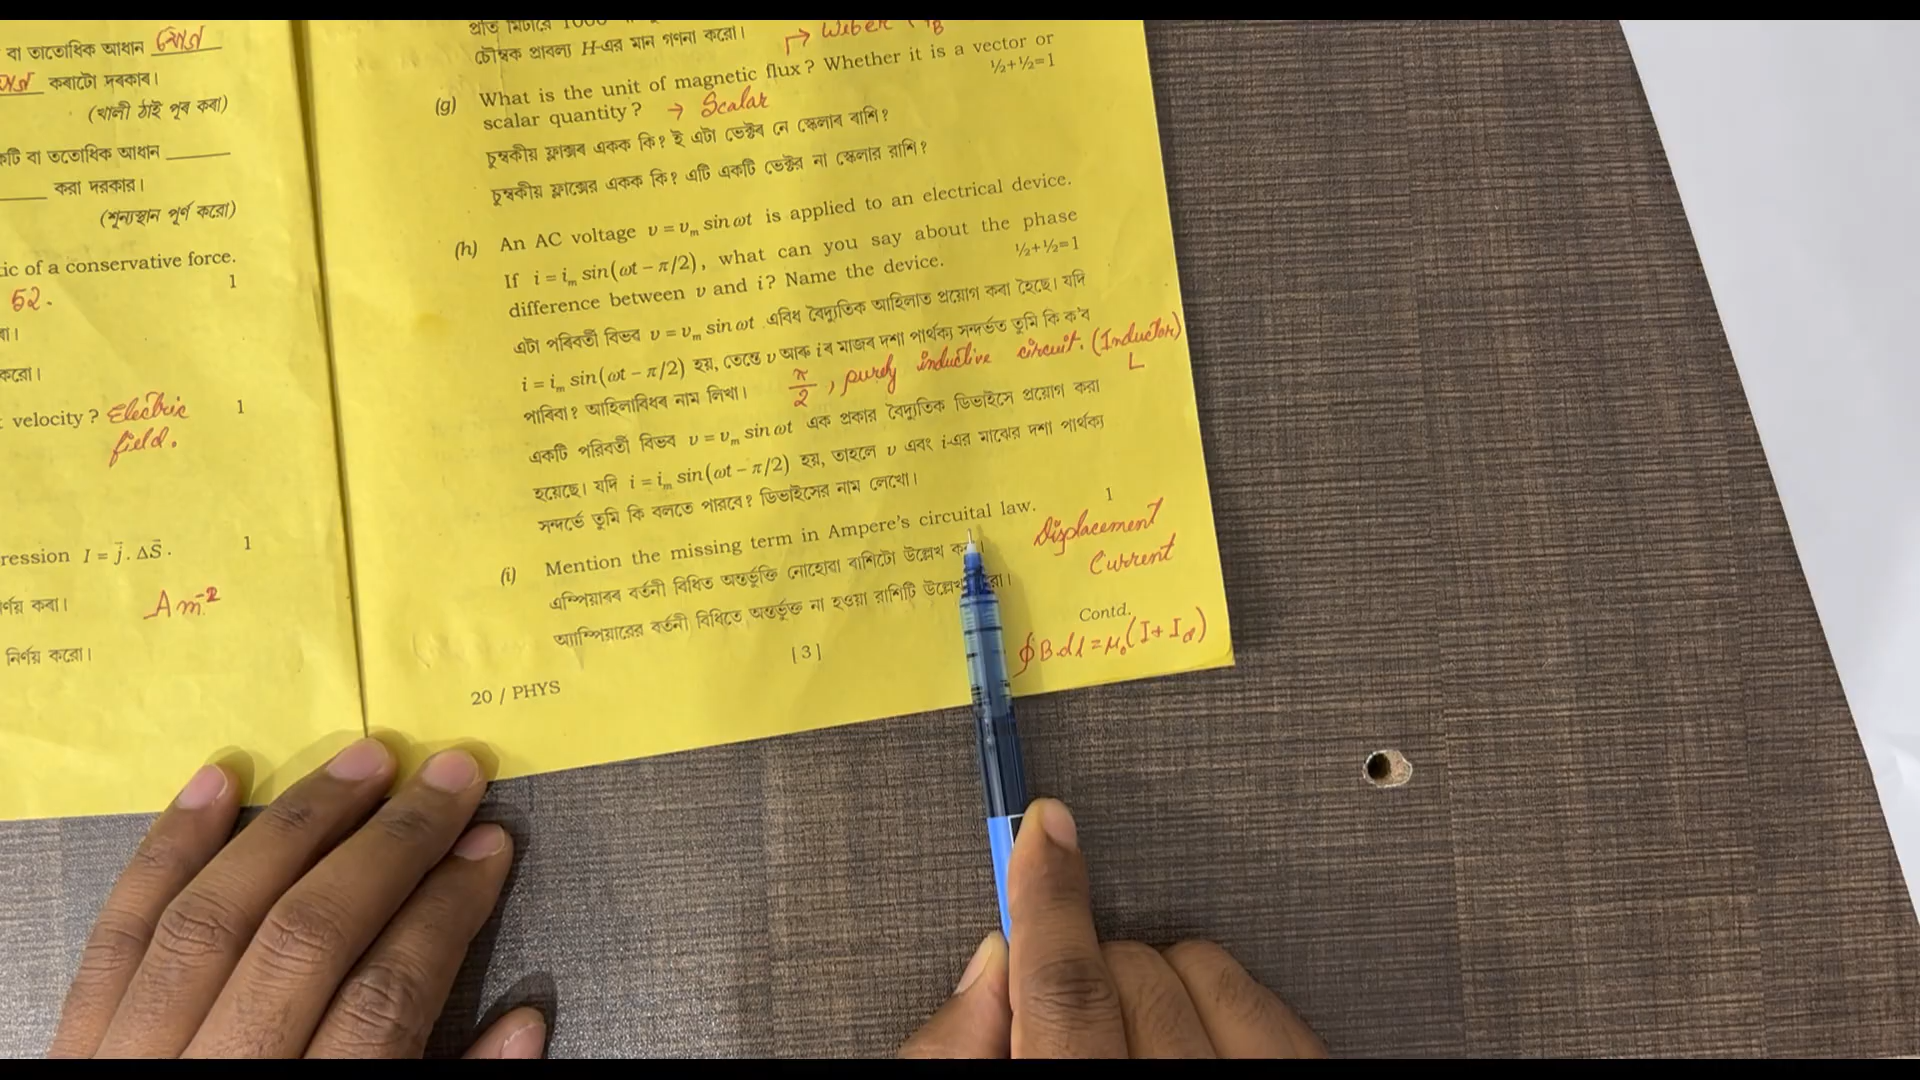 বা তাতোধিক আধান
কৰাটো দৰকাৰ।
(খালী ঠাই পূৰ কৰা)
কটি বা ততোধিক আধান ______
______ করা দরকার।
(শূন্যস্থান পূর্ণ করো)
tic of a conservative force.
1
52.
করো।
velocity? Electric
field.
1
ression I = j⃗ . ΔS⃗ .
1
নির্ণয় কৰা।
Am⁻²
নির্ণয় করো।
চৌম্বক প্রাবল্য H-এর মান গণনা করো।
→ Weber
(g) What is the unit of magnetic flux? Whether it is a vector or
scalar quantity? → Scalar
½+½=1
চুম্বকীয় ফ্লাক্সৰ একক কি? ই এটা ভেক্টৰ নে স্কেলাৰ ৰাশি?
চুম্বকীয় ফ্লাক্সের একক কি? এটি একটি ভেক্টর না স্কেলার রাশি?
(h) An AC voltage υ = υm sin ωt is applied to an electrical device.
If i = im sin(ωt − π/2), what can you say about the phase
difference between υ and i? Name the device.
½+½=1
এটা পৰিবৰ্তী বিভৱ υ = υm sin ωt এবিধ বৈদ্যুতিক আহিলাত প্ৰয়োগ কৰা হৈছে। যদি
i = im sin(ωt − π/2) হয়, তেন্তে υ আৰু i ৰ মাজৰ দশা পাৰ্থক্য সন্দৰ্ভত তুমি কি ক'ব
পাৰিবা? আহিলাবিধৰ নাম লিখা।
π/2, purely inductive circuit. (Inductor)
L
একটি পরিবর্তী বিভব υ = υm sin ωt এক প্রকার বৈদ্যুতিক ডিভাইসে প্রয়োগ করা
হয়েছে। যদি i = im sin(ωt − π/2) হয়, তাহলে υ এবং i-এর মাঝের দশা পার্থক্য
সন্দর্ভে তুমি কি বলতে পারবে? ডিভাইসের নাম লেখো।
(i) Mention the missing term in Ampere's circuital law.
1
Displacement
Current
এম্পিয়াৰৰ বৰ্তনী বিধিত অন্তৰ্ভুক্তি নোহোৱা ৰাশিটো উল্লেখ
অ্যাম্পিয়ারের বর্তনী বিধিতে অন্তর্ভুক্ত না হওয়া রাশিটি উল্লেখ
Contd.
∮B.dl = μ₀(I + Id)
20 / PHYS
[ 3 ]